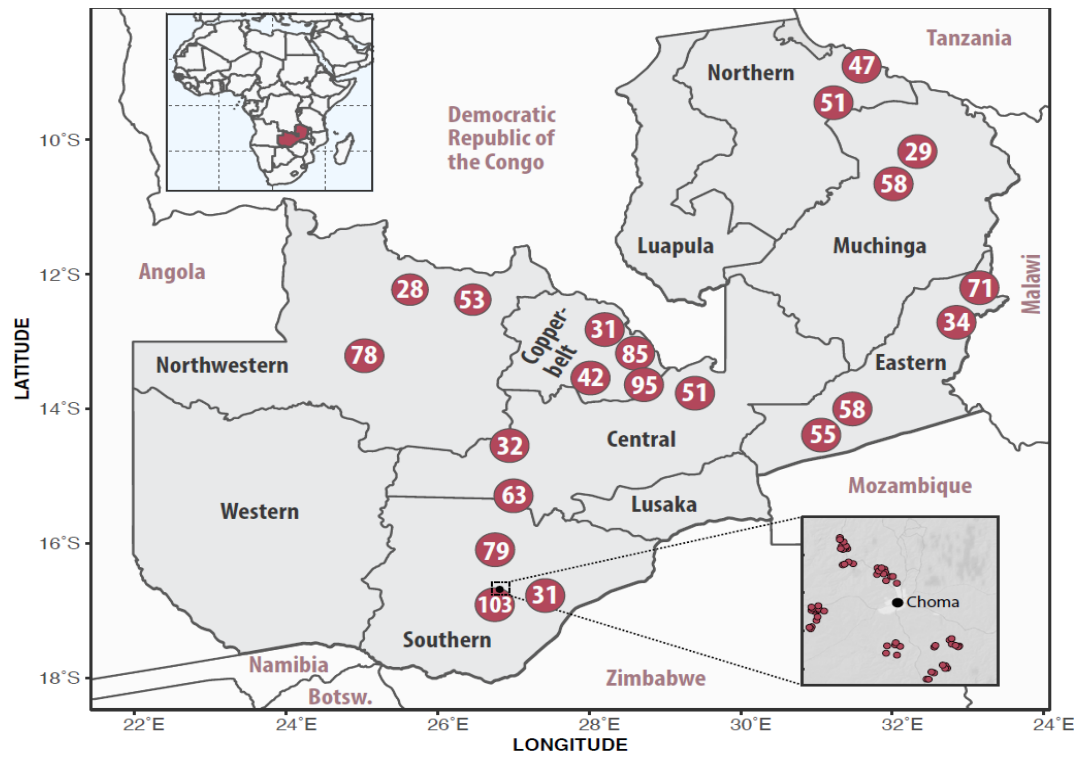 Tanzania
Northern
47
51
Democratic
Republic of
the Congo
10°S
29
58
Luapula
Muchinga
Angola
12°S
Malawi
71
28
53
34
31
Copper-
belt
85
Northwestern
78
Eastern
42
95
51
14°S
58
55
32
Central
63
Mozambique
Western
Lusaka
16°S
79
31
103
Choma
Southern
Namibia
Zimbabwe
18°S
Botsw.
22°E
24°E
26°E
28°E
30°E
32°E
24°E
LATITUDE
LONGITUDE